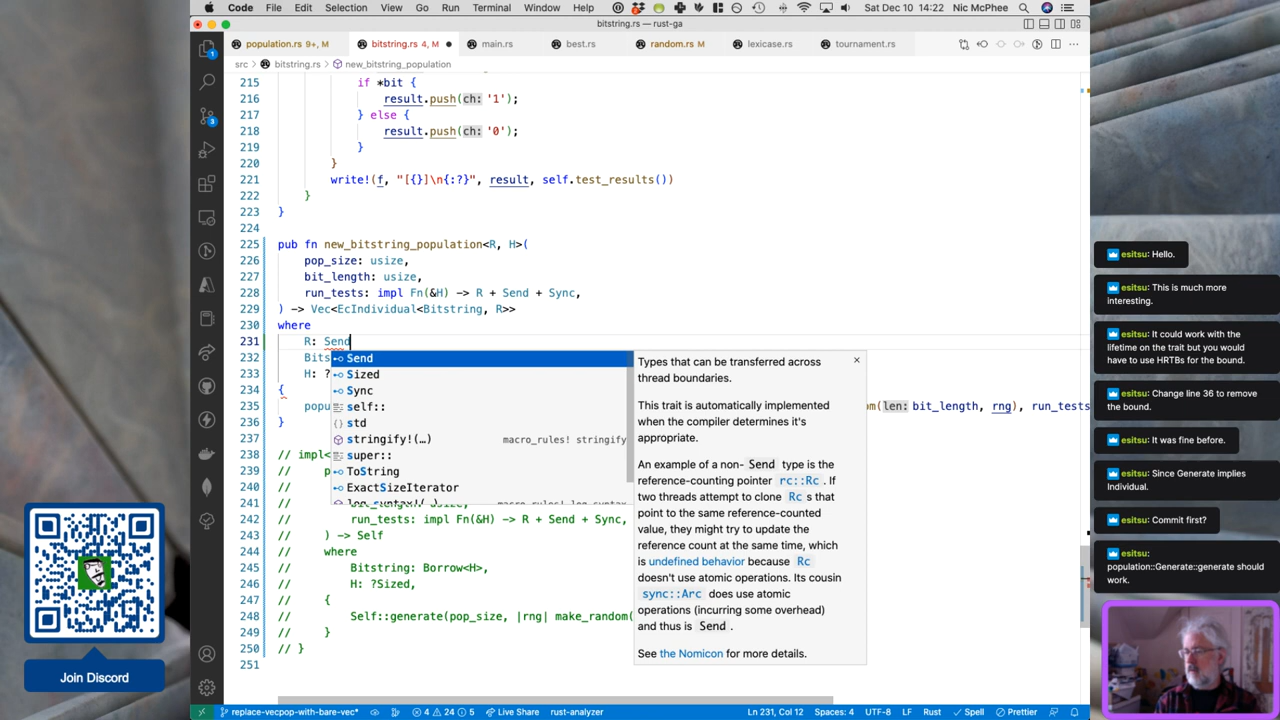 Code File Edit Selection View Go Run Terminal Window Help Sat Dec 10 14:22 Nic McPhee
bitstring.rs — rust-ga
population.rs 9+, M bitstring.rs 4, M main.rs best.rs random.rs M lexicase.rs tournament.rs
src > bitstring.rs > new_bitstring_population
215 if *bit {
216 result.push(ch: '1');
217 } else {
218 result.push(ch: '0');
219 }
220 }
221 write!(f, "[{}]\n{:?}", result, self.test_results())
222 }
223 }
224
225 pub fn new_bitstring_population<R, H>(
226 pop_size: usize,
227 bit_length: usize,
228 run_tests: impl Fn(&H) -> R + Send + Sync,
229 ) -> Vec<EcIndividual<Bitstring, R>>
230 where
231 R: Send
232 Bits
233 H: ?
234 {
235 popu om(len: bit_length, rng), run_tests
236 }
237
238 // impl<
239 // p
240 //
241 //
242 // run_tests: impl Fn(&H) -> R + Send + Sync,
243 // ) -> Self
244 // where
245 // Bitstring: Borrow<H>,
246 // H: ?Sized,
247 // {
248 // Self::generate(pop_size, |rng| make_random(
249 // }
250 // }
251
Send
Sized
Sync
self::
std
stringify!(…) macro_rules! stringify
super::
ToString
ExactSizeIterator
Types that can be transferred across
thread boundaries.
This trait is automatically implemented
when the compiler determines it's
appropriate.
An example of a non- Send type is the
reference-counting pointer rc::Rc . If
two threads attempt to clone Rc s that
point to the same reference-counted
value, they might try to update the
reference count at the same time, which
is undefined behavior because Rc
doesn't use atomic operations. Its cousin
sync::Arc does use atomic
operations (incurring some overhead)
and thus is Send .
See the Nomicon for more details.
replace-vecpop-with-bare-vec* 4 24 5 Live Share rust-analyzer Ln 231, Col 12 Spaces: 4 UTF-8 LF Rust Spell Prettier
Join Discord
esitsu: Hello.
esitsu: This is much more
interesting.
esitsu: It could work with the
lifetime on the trait but you would
have to use HRTBs for the bound.
esitsu: Change line 36 to remove
the bound.
esitsu: It was fine before.
esitsu: Since Generate implies
Individual.
esitsu: Commit first?
esitsu:
population::Generate::generate should
work.